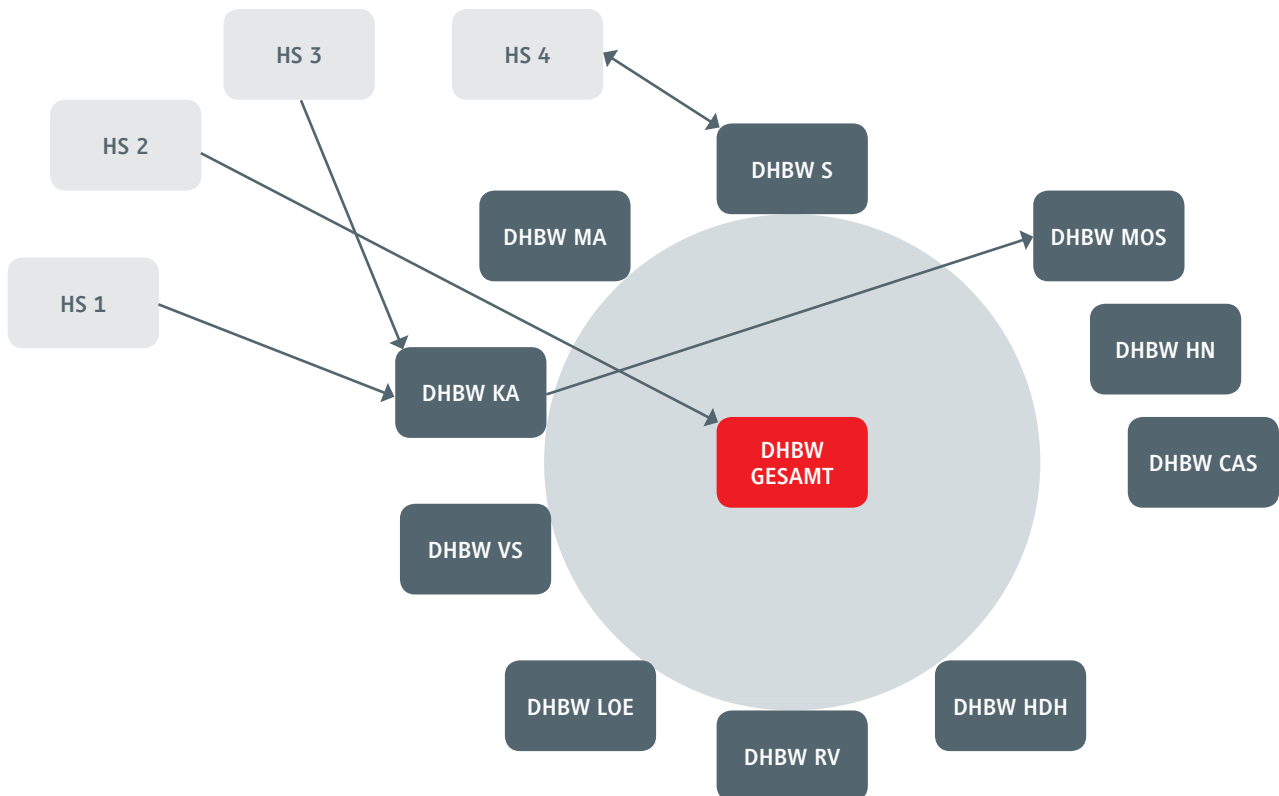 HS 3
HS 4
HS 2
DHBW S
DHBW MA
DHBW MOS
HS 1
DHBW HN
DHBW KA
DHBW
GESAMT
DHBW CAS
DHBW VS
DHBW LOE
DHBW HDH
DHBW RV